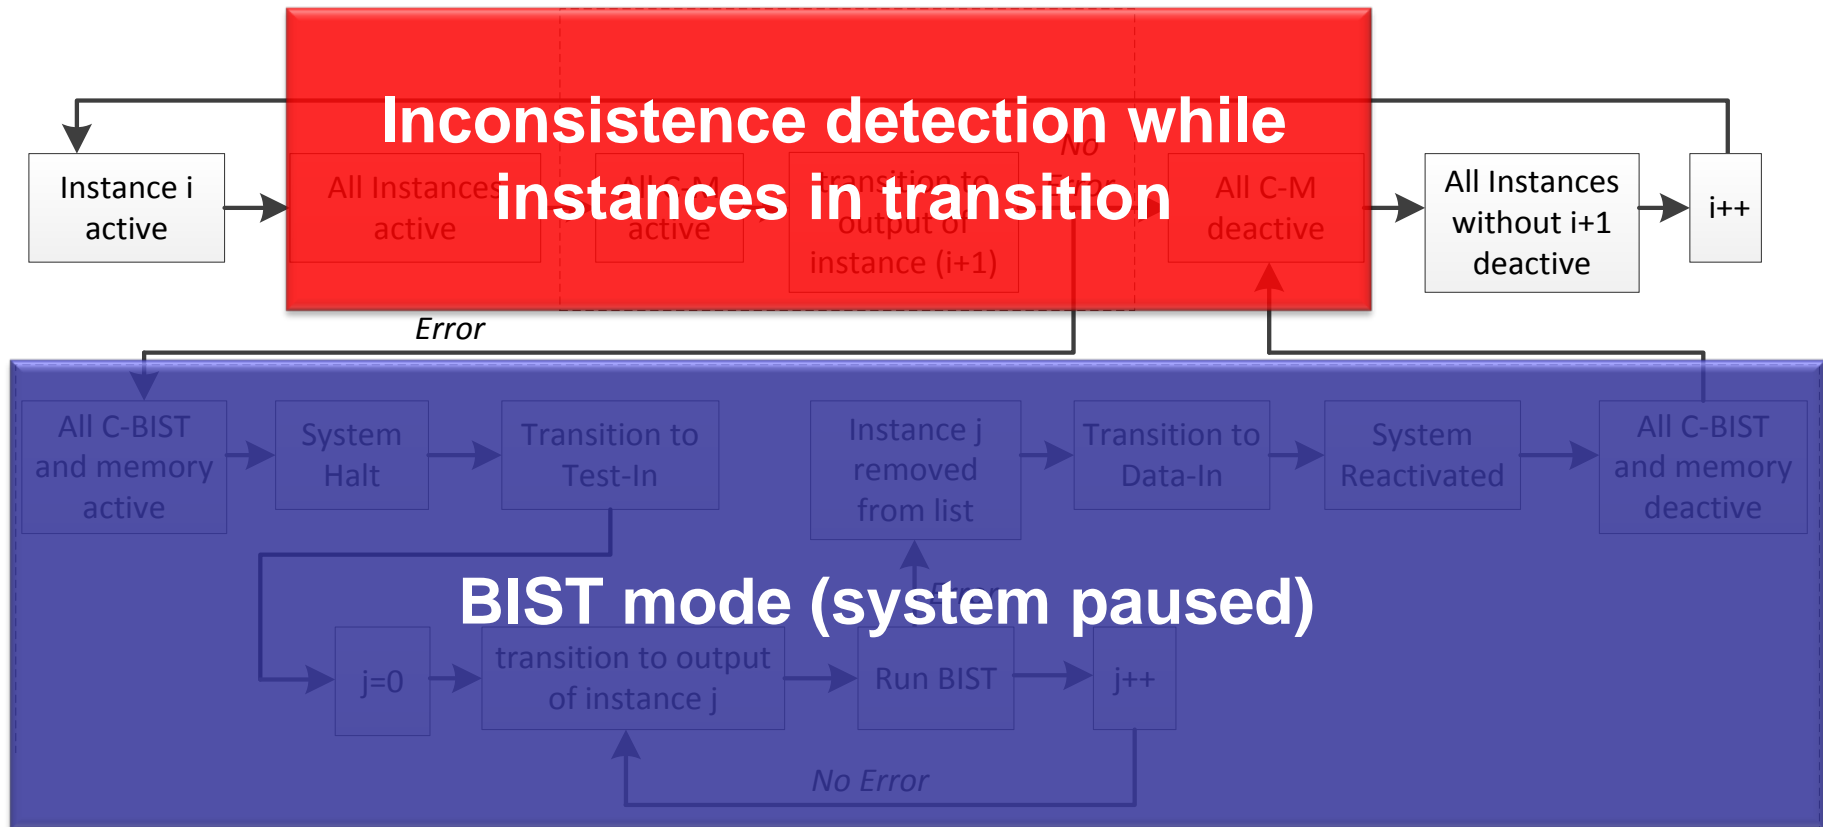 Inconsistence detection while
instances in transition
Instance i
active
All Instances
active
All C-M
active
transition to
output of
instance (i+1)
No
Error
All C-M
deactive
All Instances
without i+1
deactive
i++
Error
All C-BIST
and memory
active
System
Halt
Transition to
Test-In
Instance j
removed
from list
Transition to
Data-In
System
Reactivated
All C-BIST
and memory
deactive
BIST mode (system paused)
Error
j=0
transition to output
of instance j
Run BIST
j++
No Error